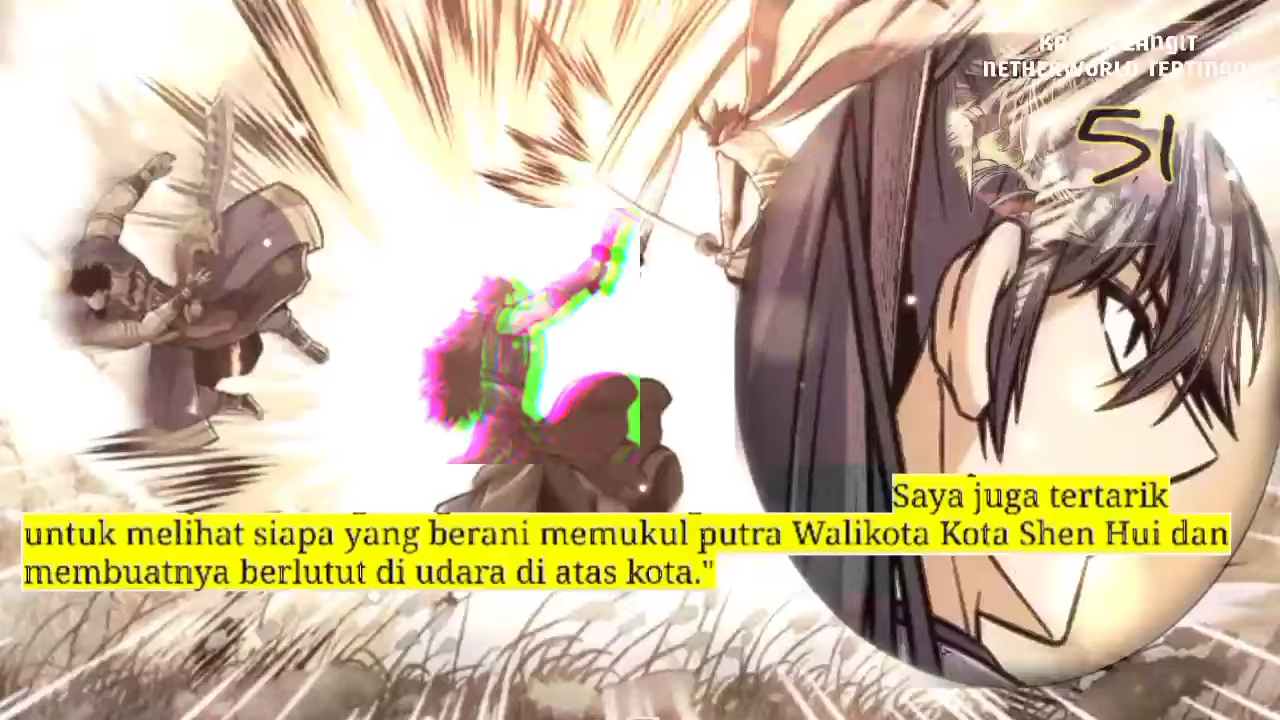 51
Saya juga tertarik
untuk melihat siapa yang berani memukul putra Walikota Kota Shen Hui dan
membuatnya berlutut di udara di atas kota."